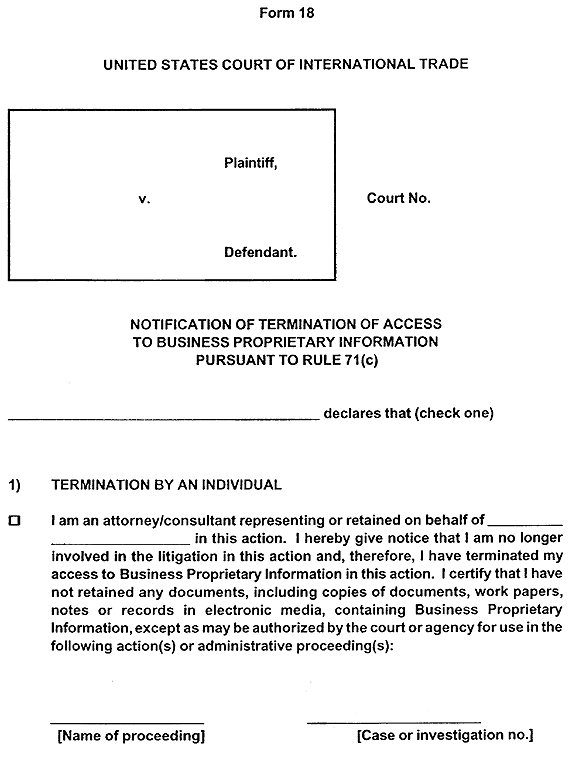 Form 18
UNITED STATES COURT OF INTERNATIONAL TRADE
Plaintiff,
v.
Court No.
Defendant.
NOTIFICATION OF TERMINATION OF ACCESS
TO BUSINESS PROPRIETARY INFORMATION
PURSUANT TO RULE 71(c)
declares that (check one)
1) TERMINATION BY AN INDIVIDUAL
I am an attorney/consultant representing or retained on behalf of
in this action. I hereby give notice that I am no longer
involved in the litigation in this action and, therefore, I have terminated my
access to Business Proprietary Information in this action. I certify that I have
not retained any documents, including copies of documents, work papers,
notes or records in electronic media, containing Business Proprietary
Information, except as may be authorized by the court or agency for use in the
following action(s) or administrative proceeding(s):
[Name of proceeding] [Case or investigation no.]